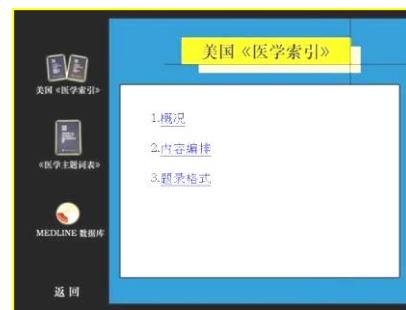 美国《医学索引》
美国《医学索引》
《医学主题词表》
MEDLINE 数据库
返回
1.概况
2.内容编排
3.题录格式